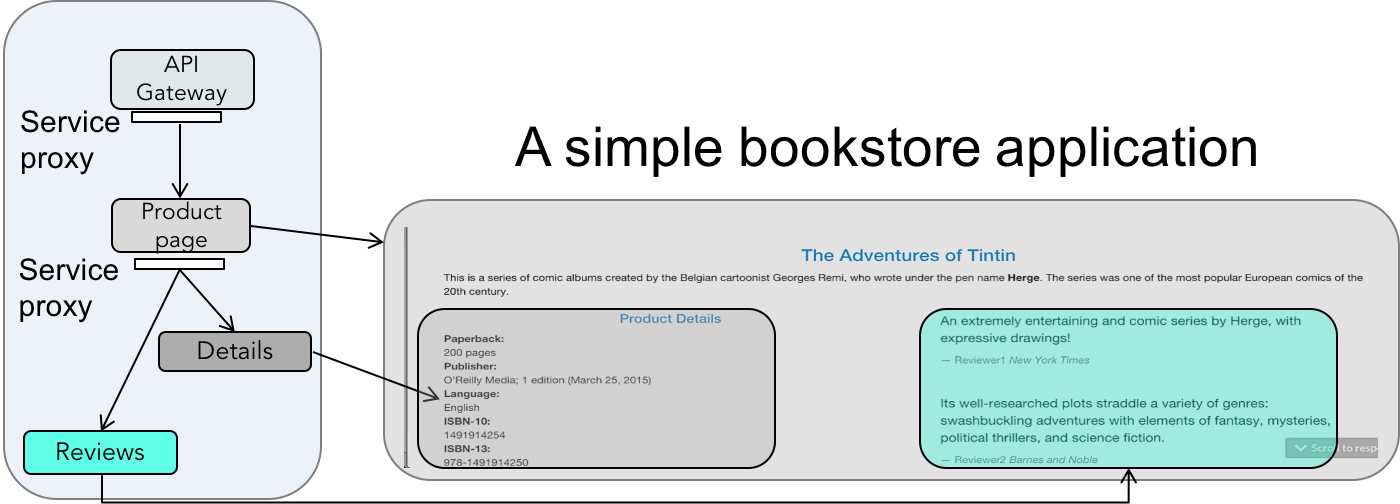 API
Gateway
Service
proxy
Product
page
Service
proxy
Details
Reviews
A simple bookstore application
The Adventures of Tintin
This is a series of comic albums created by the Belgian cartoonist Georges Remi, who wrote under the pen name Herge. The series was one of the most popular European comics of the
20th century.
Product Details
Paperback:
200 pages
Publisher:
O'Reilly Media; 1 edition (March 25, 2015)
Language:
English
ISBN-10:
1491914254
ISBN-13:
978-1491914250
An extremely entertaining and comic series by Herge, with
expressive drawings!
— Reviewer1 New York Times
Its well-researched plots straddle a variety of genres:
swashbuckling adventures with elements of fantasy, mysteries,
political thrillers, and science fiction.
— Reviewer2 Barnes and Noble
Scroll to resp